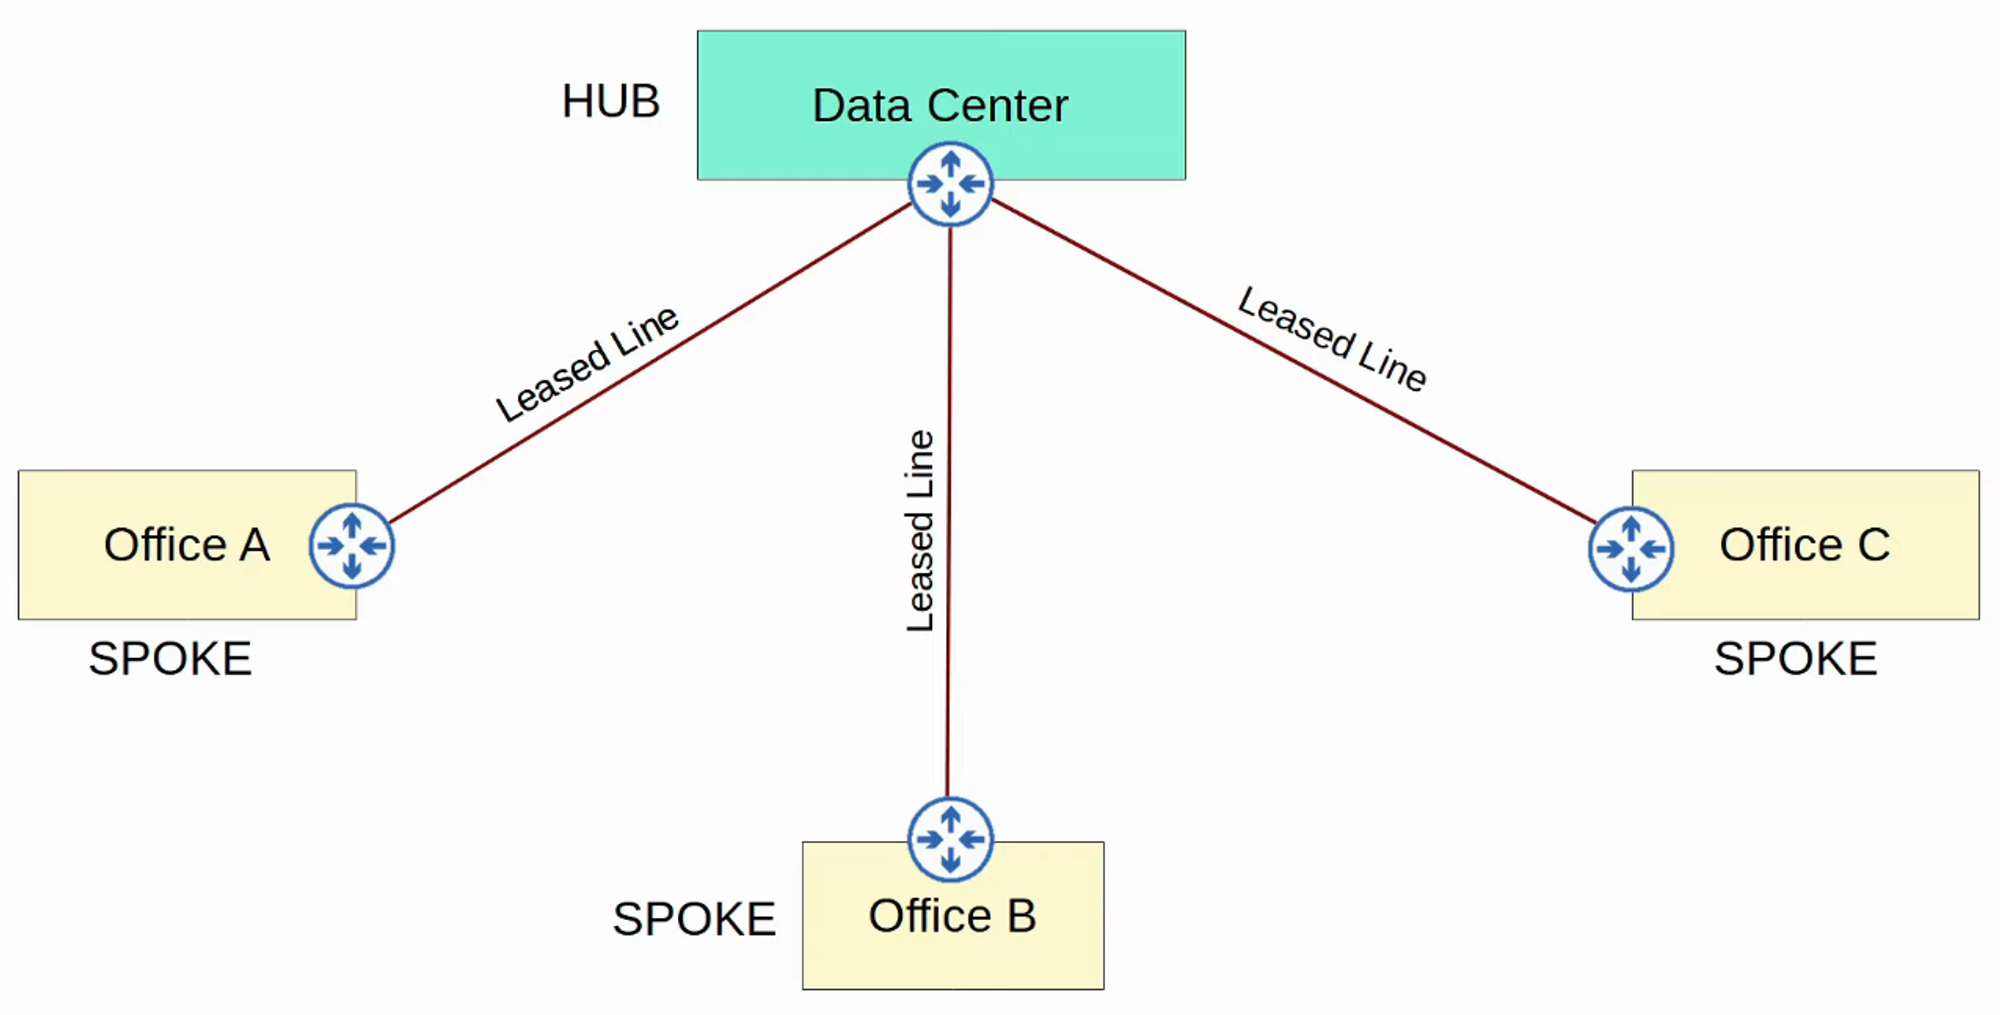 HUB
Data Center
Leased Line
Leased Line
Leased Line
Office A
SPOKE
Office C
SPOKE
SPOKE
Office B